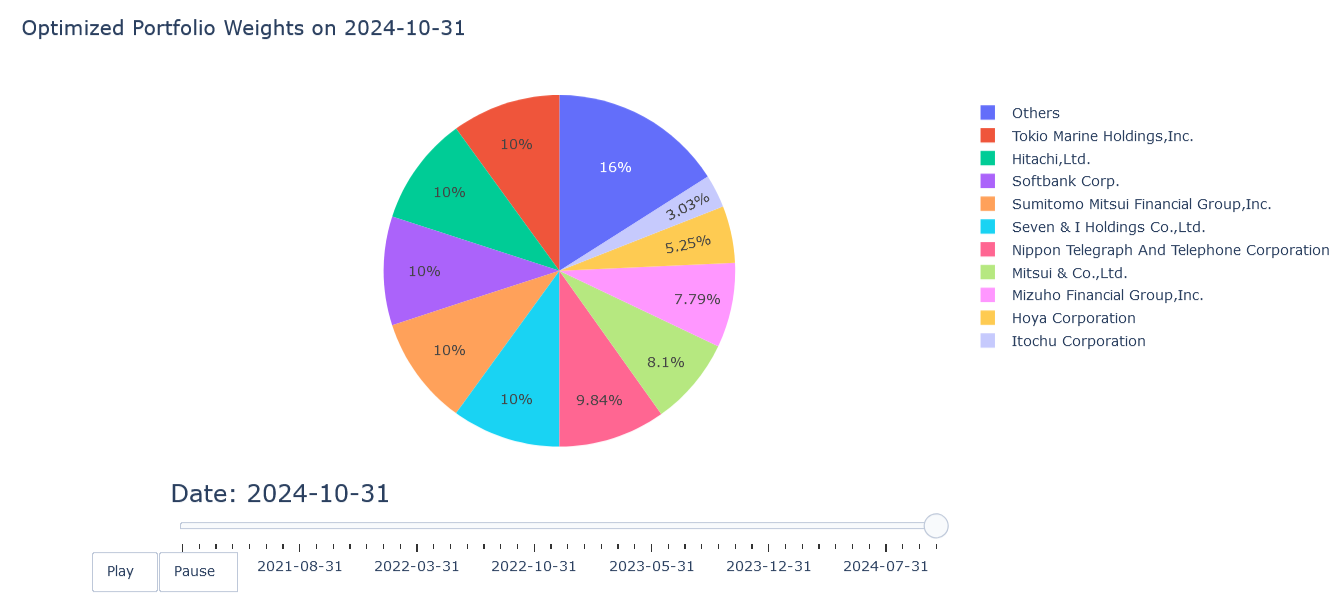 Optimized Portfolio Weights on 2024-10-31
16%
3.03%
5.25%
7.79%
8.1%
9.84%
10%
10%
10%
10%
10%
Others
Tokio Marine Holdings,Inc.
Hitachi,Ltd.
Softbank Corp.
Sumitomo Mitsui Financial Group,Inc.
Seven & I Holdings Co.,Ltd.
Nippon Telegraph And Telephone Corporation
Mitsui & Co.,Ltd.
Mizuho Financial Group,Inc.
Hoya Corporation
Itochu Corporation
Date: 2024-10-31
2021-08-31 2022-03-31 2022-10-31 2023-05-31 2023-12-31 2024-07-31
Play Pause